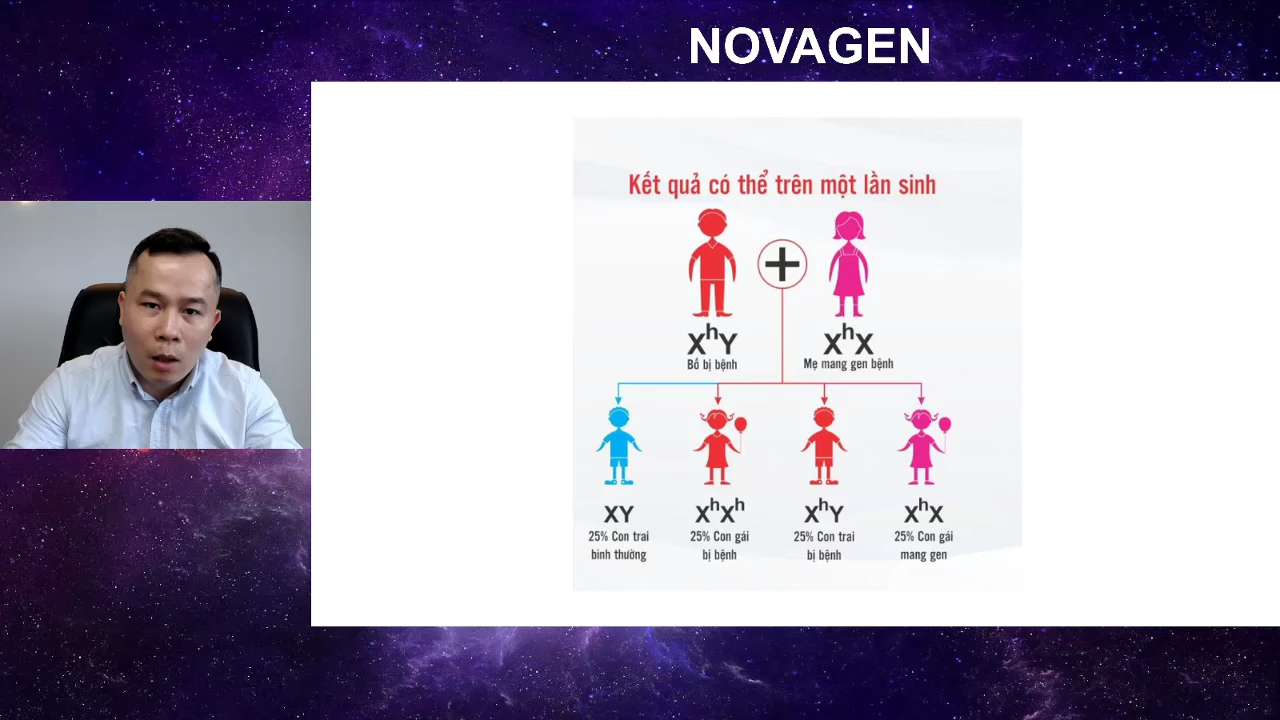 NOVAGEN
Kết quả có thể trên một lần sinh
XʰY
Bố bị bệnh
XʰX
Mẹ mang gen bệnh
XY
25% Con trai
bình thường
XʰXʰ
25% Con gái
bị bệnh
XʰY
25% Con trai
bị bệnh
XʰX
25% Con gái
mang gen